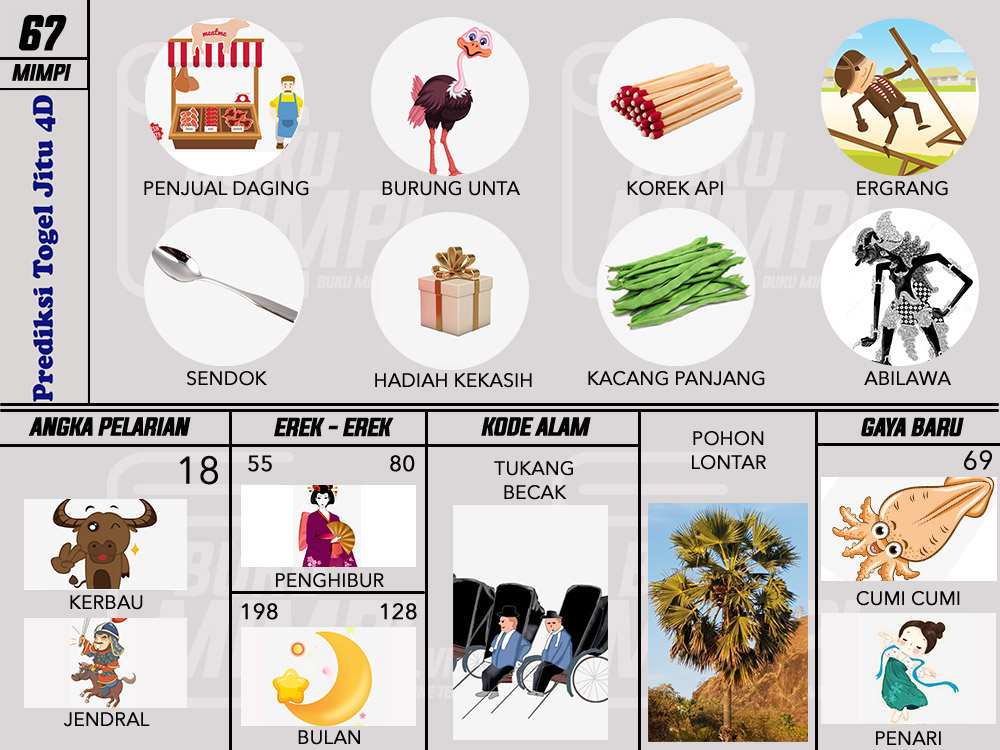 67
MIMPI
Prediksi Togel Jitu 4D
meatme
PENJUAL DAGING
BURUNG UNTA
KOREK API
ERGRANG
SENDOK
HADIAH KEKASIH
KACANG PANJANG
ABILAWA
ANGKA PELARIAN
18
KERBAU
JENDRAL
EREK - EREK
55 80
PENGHIBUR
198 128
BULAN
KODE ALAM
TUKANG
BECAK
POHON
LONTAR
GAYA BARU
69
CUMI CUMI
PENARI